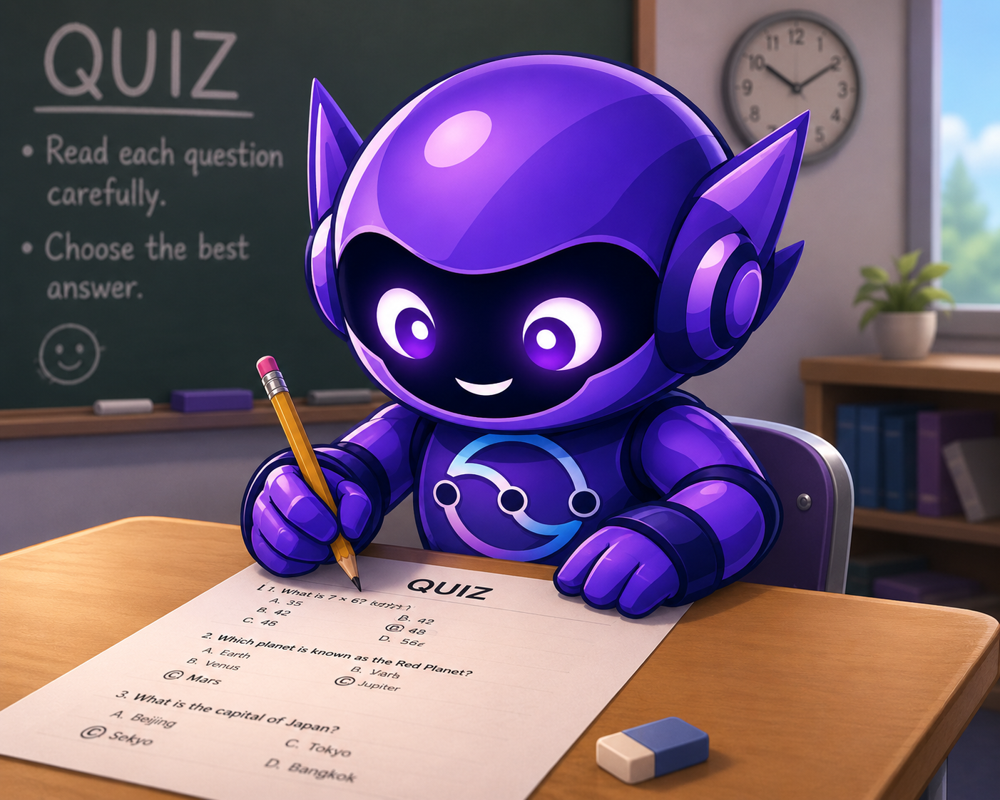 QUIZ
• Read each question
carefully.
• Choose the best
answer.
11 12 1
10 2
9 3
8 4
5
QUIZ
1. What is 7 × 6?
A. 35
B. 42
B. 42
C. 48
C. 46
D. 56
2. Which planet is known as the Red Planet?
A. Earth
B. Venus
B.
C. Mars
C. Jupiter
3. What is the capital of Japan?
A. Beijing
C. Sekyo
C. Tokyo
D. Bangkok